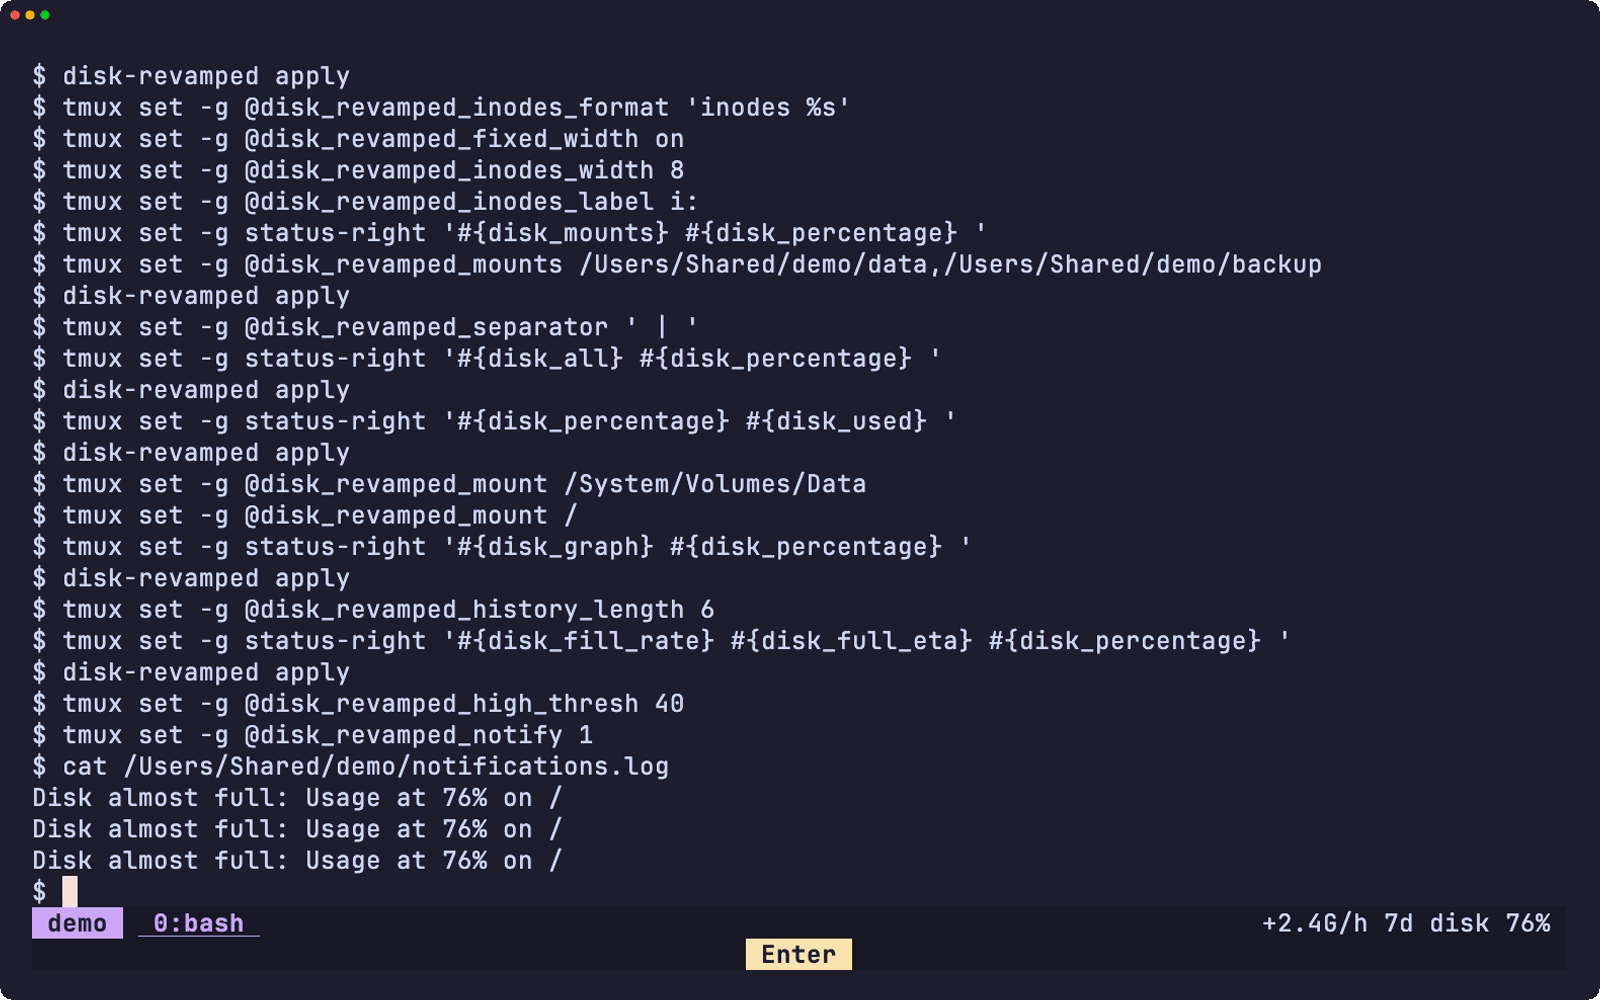 $ disk-revamped apply
$ tmux set -g @disk_revamped_inodes_format 'inodes %s'
$ tmux set -g @disk_revamped_fixed_width on
$ tmux set -g @disk_revamped_inodes_width 8
$ tmux set -g @disk_revamped_inodes_label i:
$ tmux set -g status-right '#{disk_mounts} #{disk_percentage} '
$ tmux set -g @disk_revamped_mounts /Users/Shared/demo/data,/Users/Shared/demo/backup
$ disk-revamped apply
$ tmux set -g @disk_revamped_separator ' | '
$ tmux set -g status-right '#{disk_all} #{disk_percentage} '
$ disk-revamped apply
$ tmux set -g status-right '#{disk_percentage} #{disk_used} '
$ disk-revamped apply
$ tmux set -g @disk_revamped_mount /System/Volumes/Data
$ tmux set -g @disk_revamped_mount /
$ tmux set -g status-right '#{disk_graph} #{disk_percentage} '
$ disk-revamped apply
$ tmux set -g @disk_revamped_history_length 6
$ tmux set -g status-right '#{disk_fill_rate} #{disk_full_eta} #{disk_percentage} '
$ disk-revamped apply
$ tmux set -g @disk_revamped_high_thresh 40
$ tmux set -g @disk_revamped_notify 1
$ cat /Users/Shared/demo/notifications.log
Disk almost full: Usage at 76% on /
Disk almost full: Usage at 76% on /
Disk almost full: Usage at 76% on /
$
demo 0:bash +2.4G/h 7d disk 76%
Enter